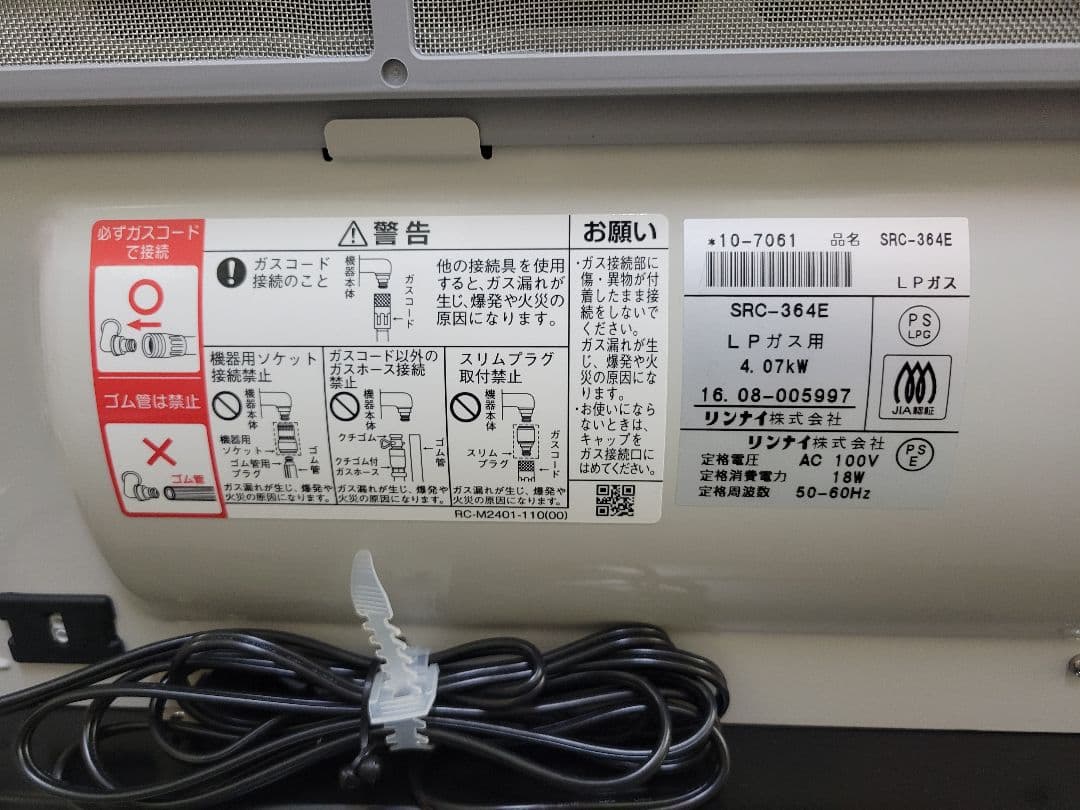 必ずガスコード
で接続
ゴム管は禁止
ゴム管
警告
ガスコード
接続のこと
機器本体
ガスコード
他の接続具を使用
すると、ガス漏れが
生じ、爆発や火災の
原因になります。
機器用ソケット
接続禁止
機器本体
機器用
ソケット
ゴム管用
プラグ
ゴム管
ガス漏れが生じ、爆発や
火災の原因になります。
ガスコード以外の
ガスホース接続
禁止
機器本体
クチゴム
クチゴム付
ガスホース
ゴム管
ガス漏れが生じ、爆発や
火災の原因になります。
スリムプラグ
取付禁止
機器本体
スリム
プラグ
ガスコード
ガス漏れが生じ、爆発や
火災の原因になります。
お願い
・ガス接続部に
傷・異物が付
着したまま接
続をしないで
ください。
ガス漏れが生
じ、爆発や火
災の原因にな
ります。
・お使いになら
ないときは、
キャップを
ガス接続口に
はめてください。
RC-M2401-110(00)
*10-7061 品名 SRC-364E
LPガス
SRC-364E
LPガス用
4.07kW
16.08-005997
リンナイ株式会社
PS
LPG
JIA認証
リンナイ株式会社
定格電圧 AC 100V
定格消費電力 18W
定格周波数 50-60Hz
PS
E